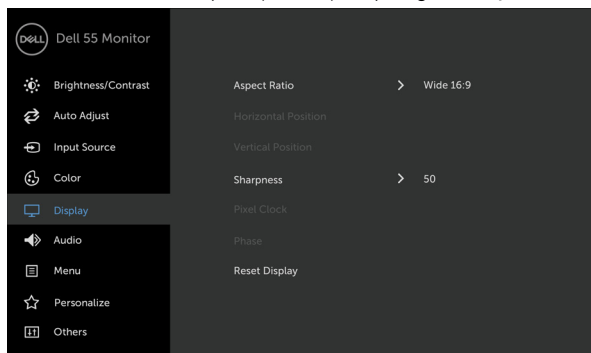 DELL Dell 55 Monitor
Brightness/Contrast
Auto Adjust
Input Source
Color
Display
Audio
Menu
Personalize
Others
Aspect Ratio > Wide 16:9
Horizontal Position
Vertical Position
Sharpness > 50
Pixel Clock
Phase
Reset Display